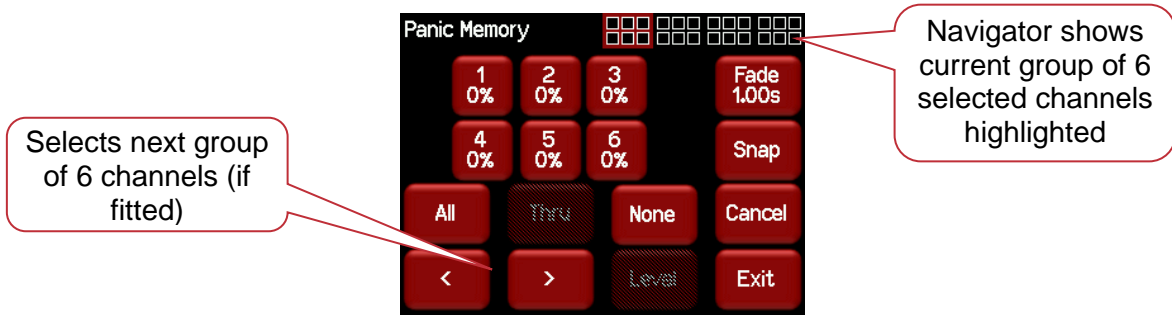 Panic Memory
1
0%
2
0%
3
0%
Fade
1.00s
4
0%
5
0%
6
0%
Snap
All
Thru
None
Cancel
<
>
Level
Exit
Selects next group
of 6 channels (if
fitted)
Navigator shows
current group of 6
selected channels
highlighted